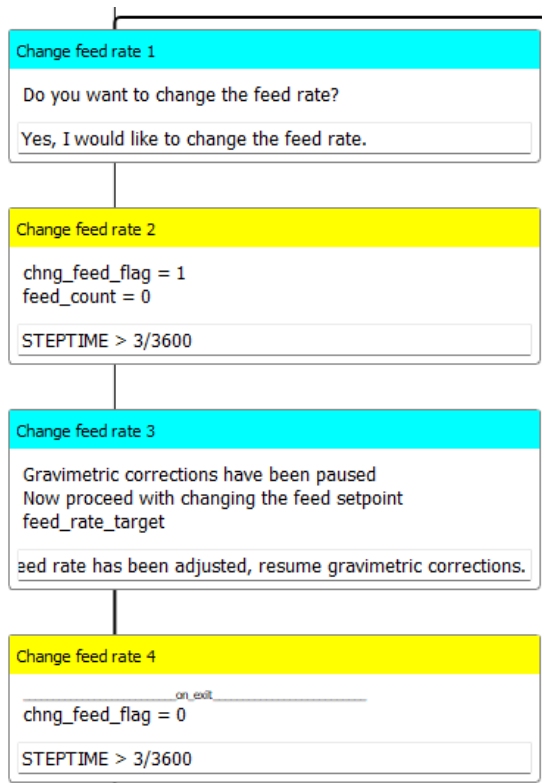 Change feed rate 1
Do you want to change the feed rate?
Yes, I would like to change the feed rate.
Change feed rate 2
chng_feed_flag = 1
feed_count = 0
STEPTIME > 3/3600
Change feed rate 3
Gravimetric corrections have been paused
Now proceed with changing the feed setpoint
feed_rate_target
eed rate has been adjusted, resume gravimetric corrections.
Change feed rate 4
____________________on_exit____________________
chng_feed_flag = 0
STEPTIME > 3/3600